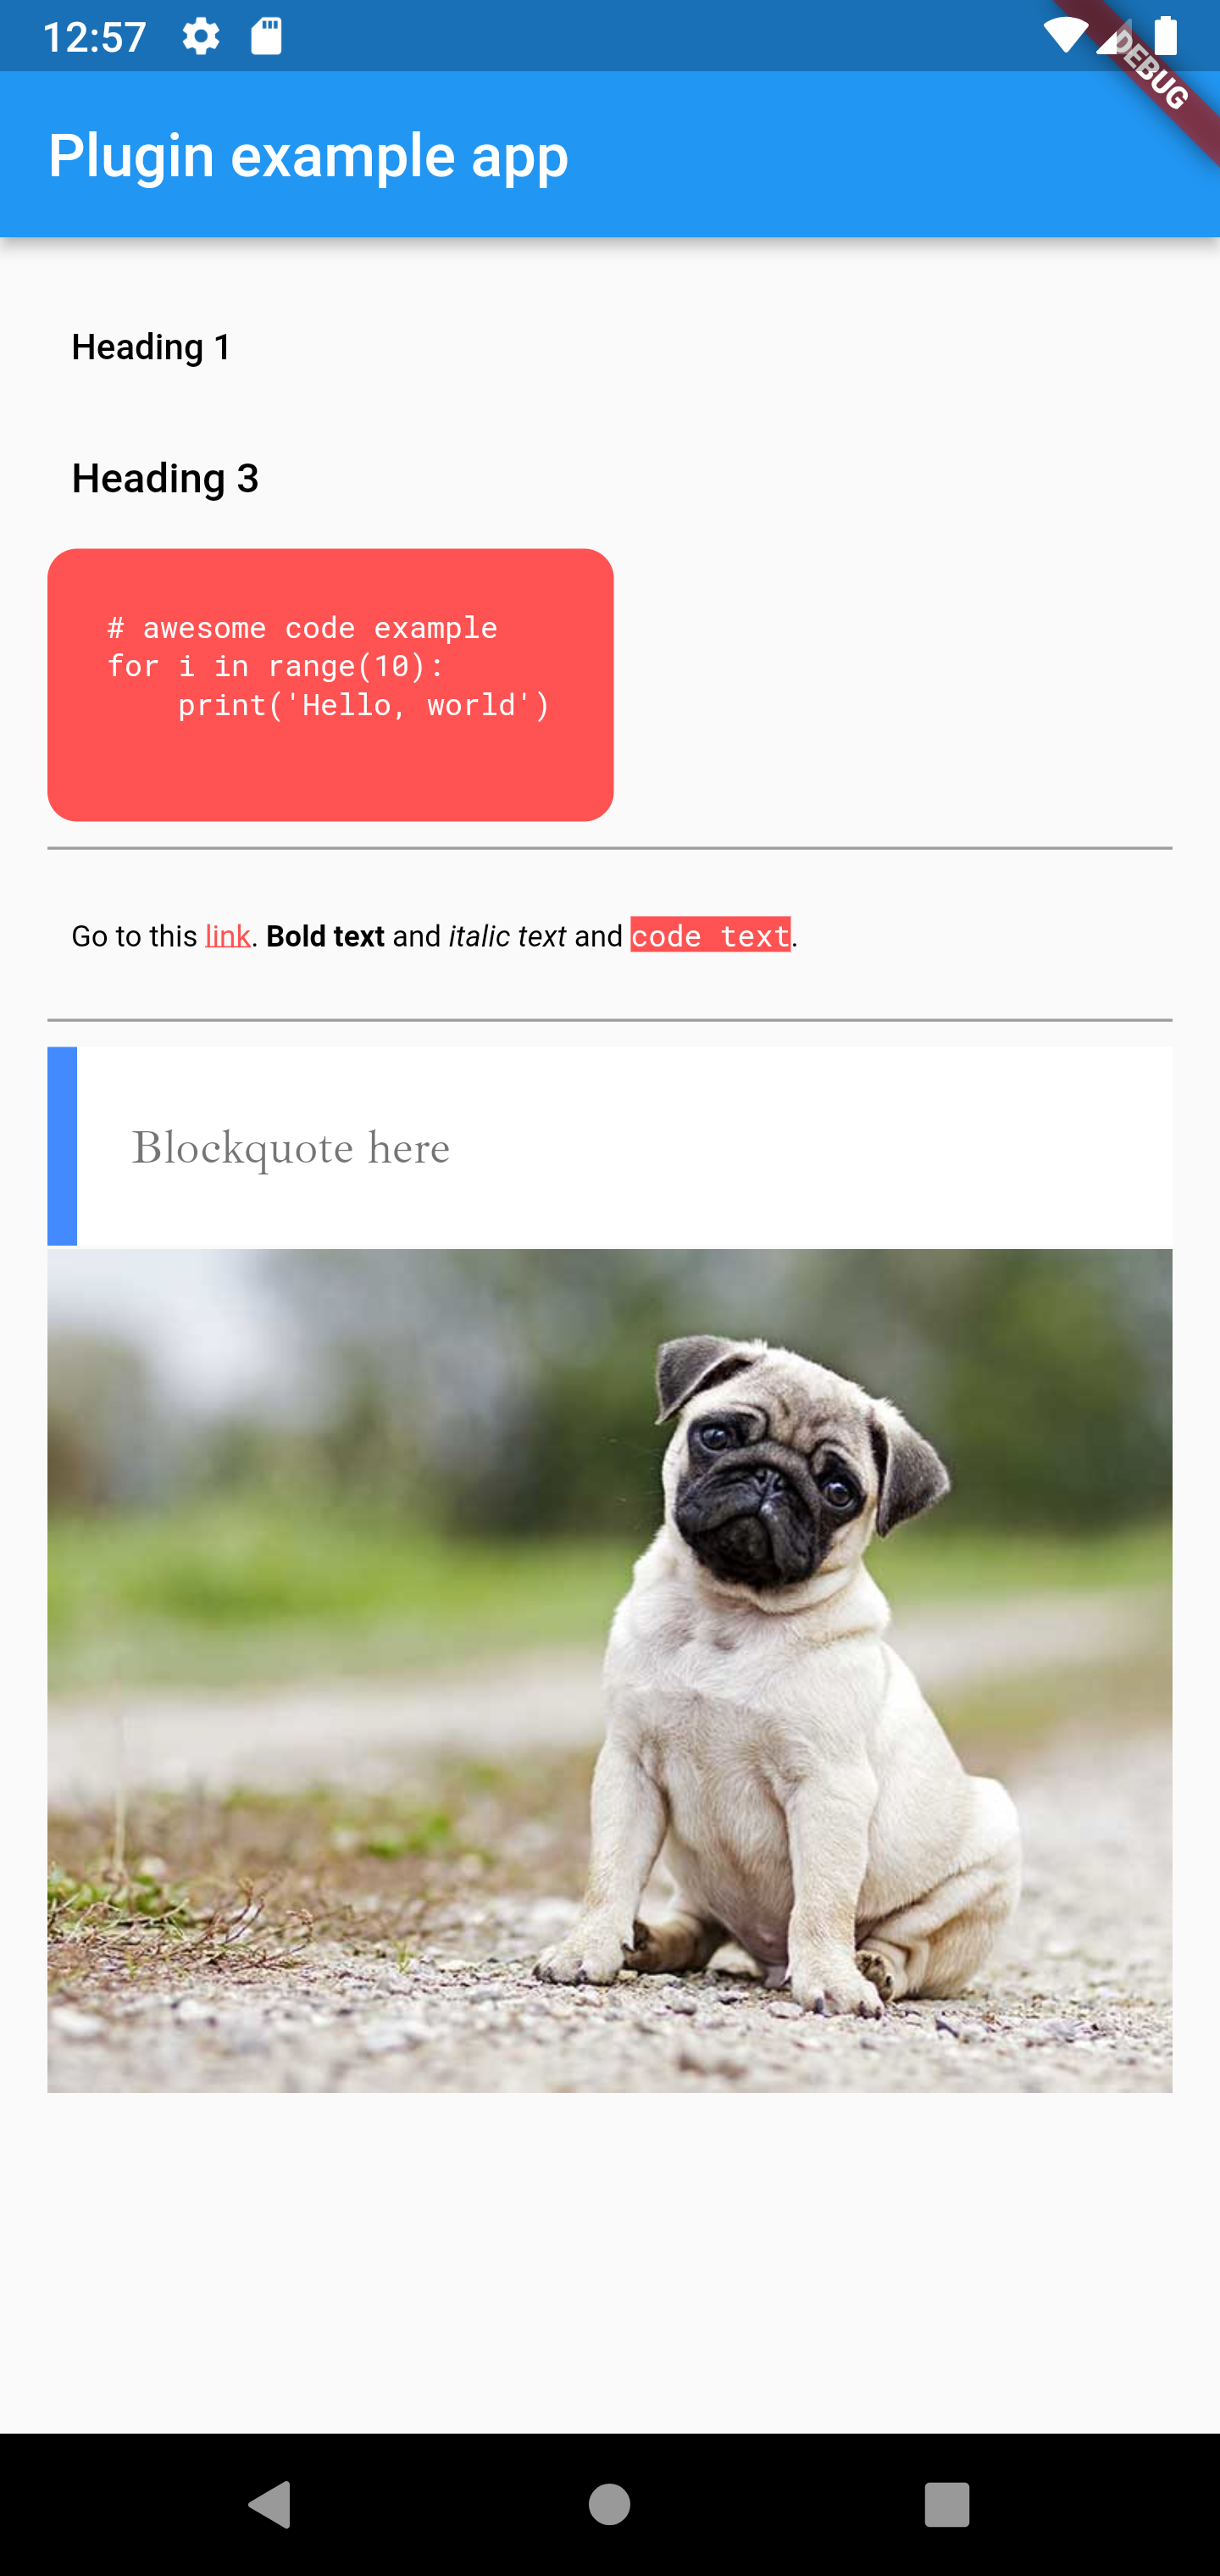 12:57
DEBUG
Plugin example app
Heading 1
Heading 3
# awesome code example
for i in range(10):
    print('Hello, world')
Go to this link. Bold text and italic text and code text.
Blockquote here